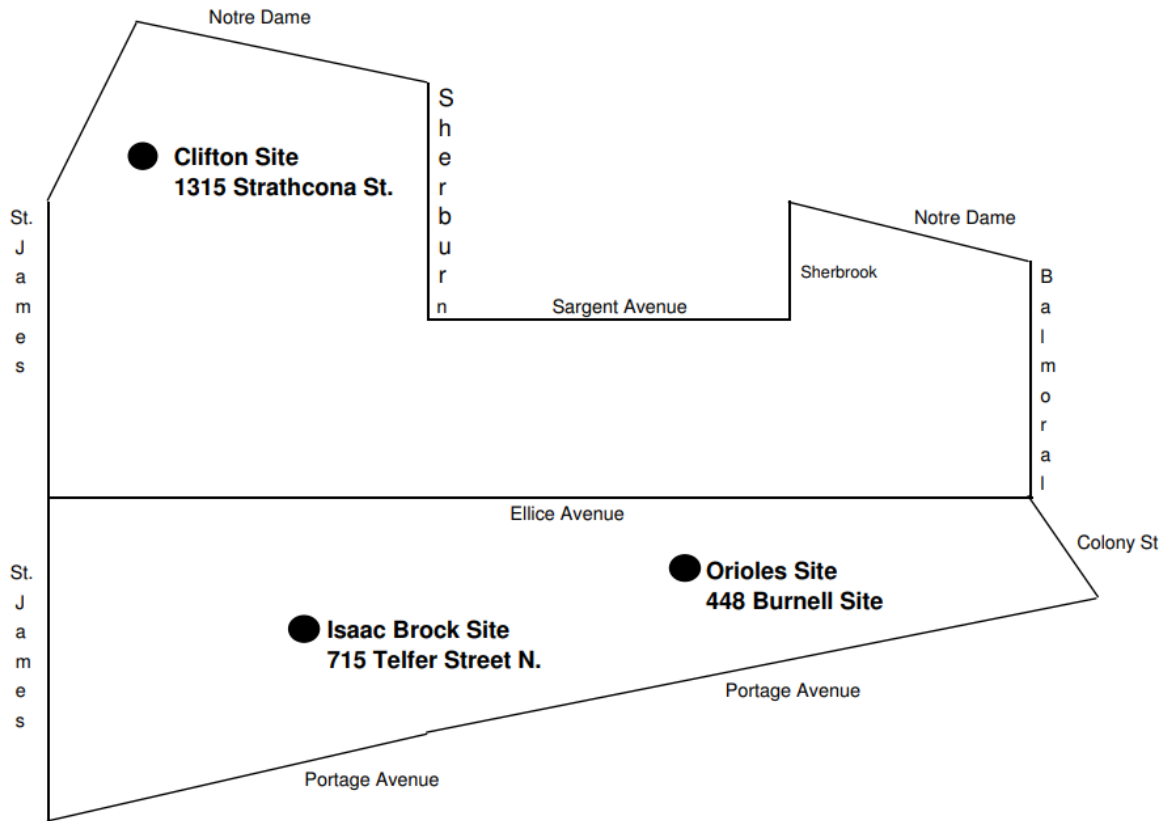 Notre Dame
Sherburn
Clifton Site
1315 Strathcona St.
St. James
Notre Dame
Sherbrook
Balmoral
Sargent Avenue
Ellice Avenue
Colony St
St. James
Orioles Site
448 Burnell Site
Isaac Brock Site
715 Telfer Street N.
Portage Avenue
Portage Avenue